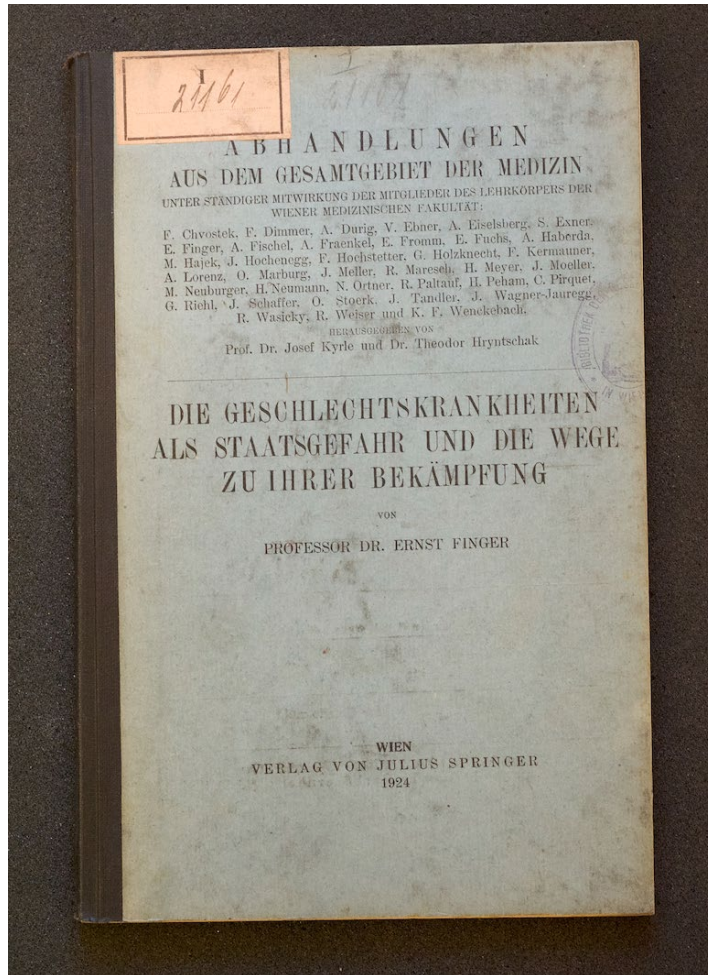 I
21161
ABHANDLUNGEN
AUS DEM GESAMTGEBIET DER MEDIZIN
UNTER STÄNDIGER MITWIRKUNG DER MITGLIEDER DES LEHRKÖRPERS DER
WIENER MEDIZINISCHEN FAKULTÄT:
F. Chvostek, F. Dimmer, A. Durig, V. Ebner, A. Eiselsberg, S. Exner,
E. Finger, A. Fischel, A. Fraenkel, E. Fromm, E. Fuchs, A. Haberda,
M. Hajek, J. Hochenegg, F. Hochstetter, G. Holzknecht, F. Kermauner,
A. Lorenz, O. Marburg, J. Meller, R. Maresch, H. Meyer, J. Moeller,
M. Neuburger, H. Neumann, N. Ortner, R. Paltauf, H. Peham, C. Pirquet,
G. Riehl, J. Schaffer, O. Stoerk, J. Tandler, J. Wagner-Jauregg,
R. Wasicky, R. Weiser und K. F. Wenckebach.
HERAUSGEGEBEN VON
Prof. Dr. Josef Kyrle und Dr. Theodor Hryntschak
DIE GESCHLECHTSKRANKHEITEN
ALS STAATSGEFAHR UND DIE WEGE
ZU IHRER BEKÄMPFUNG
VON
PROFESSOR DR. ERNST FINGER
WIEN
VERLAG VON JULIUS SPRINGER
1924